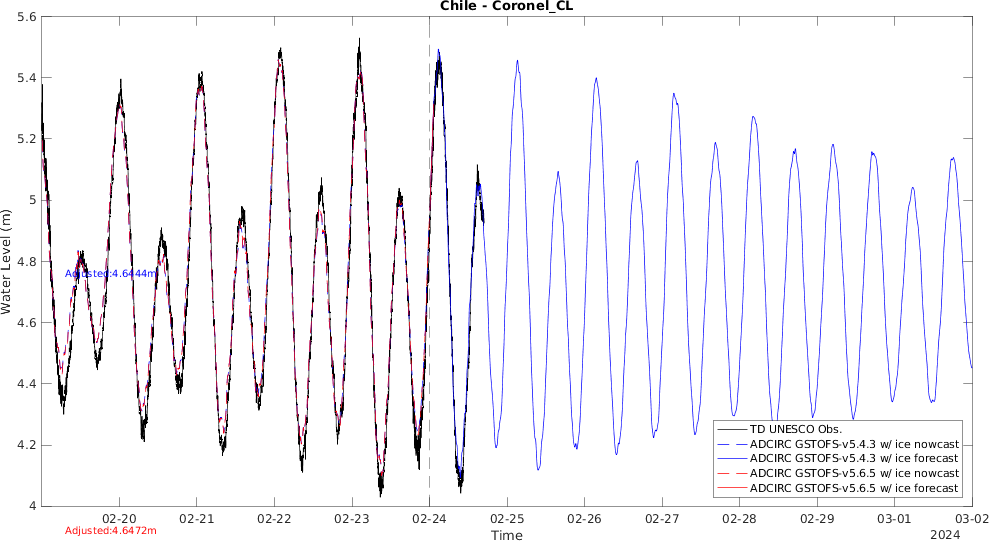 Chile - Coronel_CL
5.6
5.4
5.2
5
4.8
4.6
4.4
4.2
4
Water Level (m)
Adjusted:4.6444m
Adjusted:4.6472m
TD UNESCO Obs.
ADCIRC GSTOFS-v5.4.3 w/ ice nowcast
ADCIRC GSTOFS-v5.4.3 w/ ice forecast
ADCIRC GSTOFS-v5.6.5 w/ ice nowcast
ADCIRC GSTOFS-v5.6.5 w/ ice forecast
02-20 02-21 02-22 02-23 02-24 02-25 02-26 02-27 02-28 02-29 03-01 03-02
Time
2024